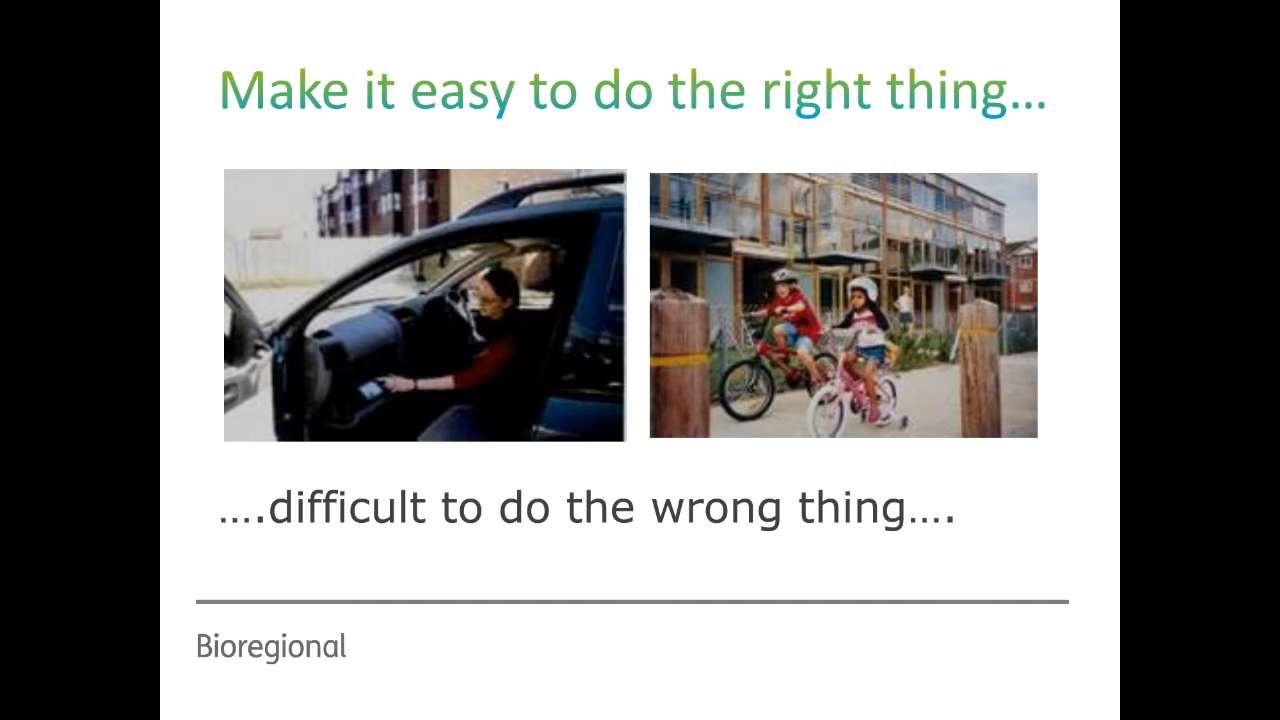 Make it easy to do the right thing...
….difficult to do the wrong thing….
Bioregional